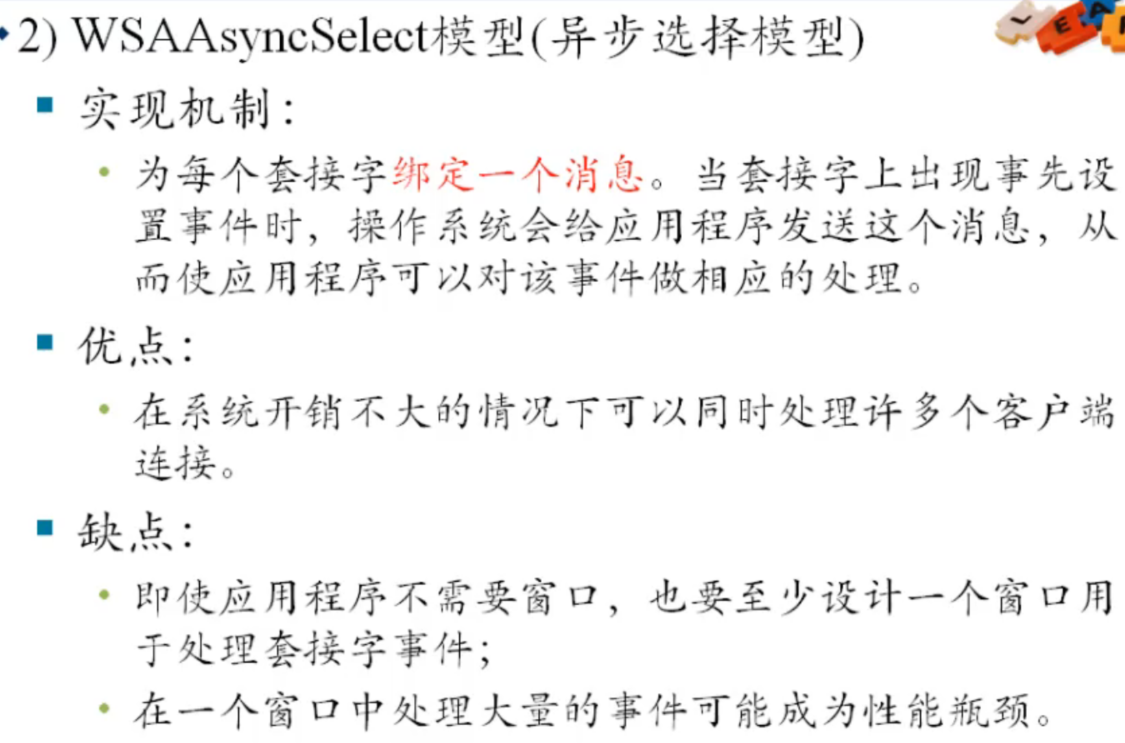 2) WSAAsyncSelect模型(异步选择模型)
实现机制：
为每个套接字绑定一个消息。当套接字上出现事先设
置事件时，操作系统会给应用程序发送这个消息，从
而使应用程序可以对该事件做相应的处理。
优点：
在系统开销不大的情况下可以同时处理许多个客户端
连接。
缺点：
即使应用程序不需要窗口，也要至少设计一个窗口用
于处理套接字事件；
在一个窗口中处理大量的事件可能成为性能瓶颈。